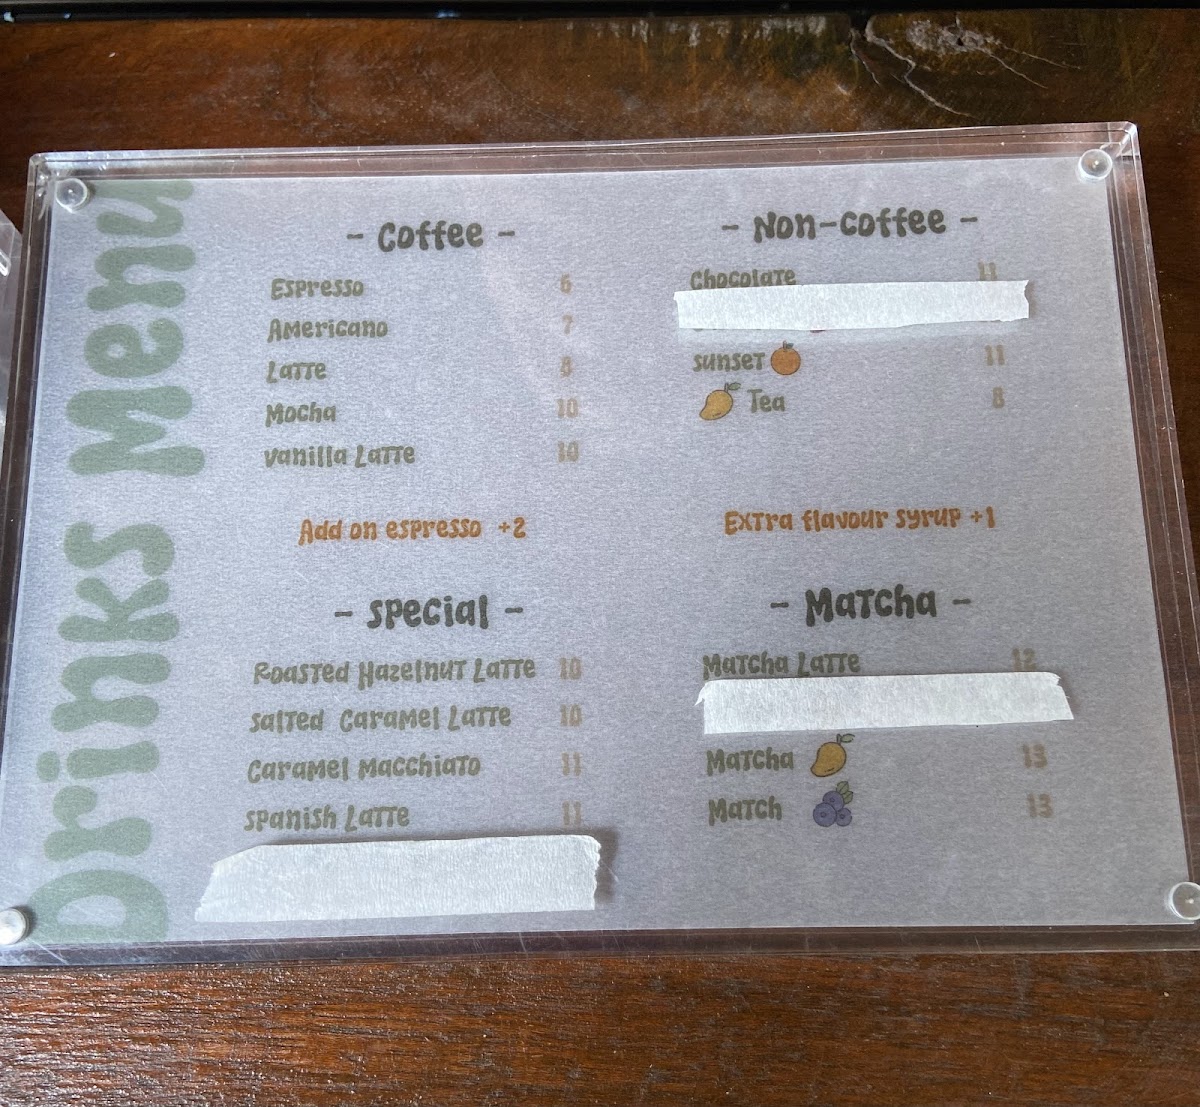 Drinks Menu
- Coffee -
Espresso 6
Americano 7
Latte 8
Mocha 10
Vanilla Latte 10
Add on espresso +2
- Special -
Roasted Hazelnut Latte 10
Salted Caramel Latte 10
Caramel Macchiato 11
Spanish Latte 11
- Non-coffee -
Chocolate 11
Sunset 11
Tea 8
Extra flavour syrup +1
- Matcha -
Matcha Latte 12
Matcha 13
Match 13